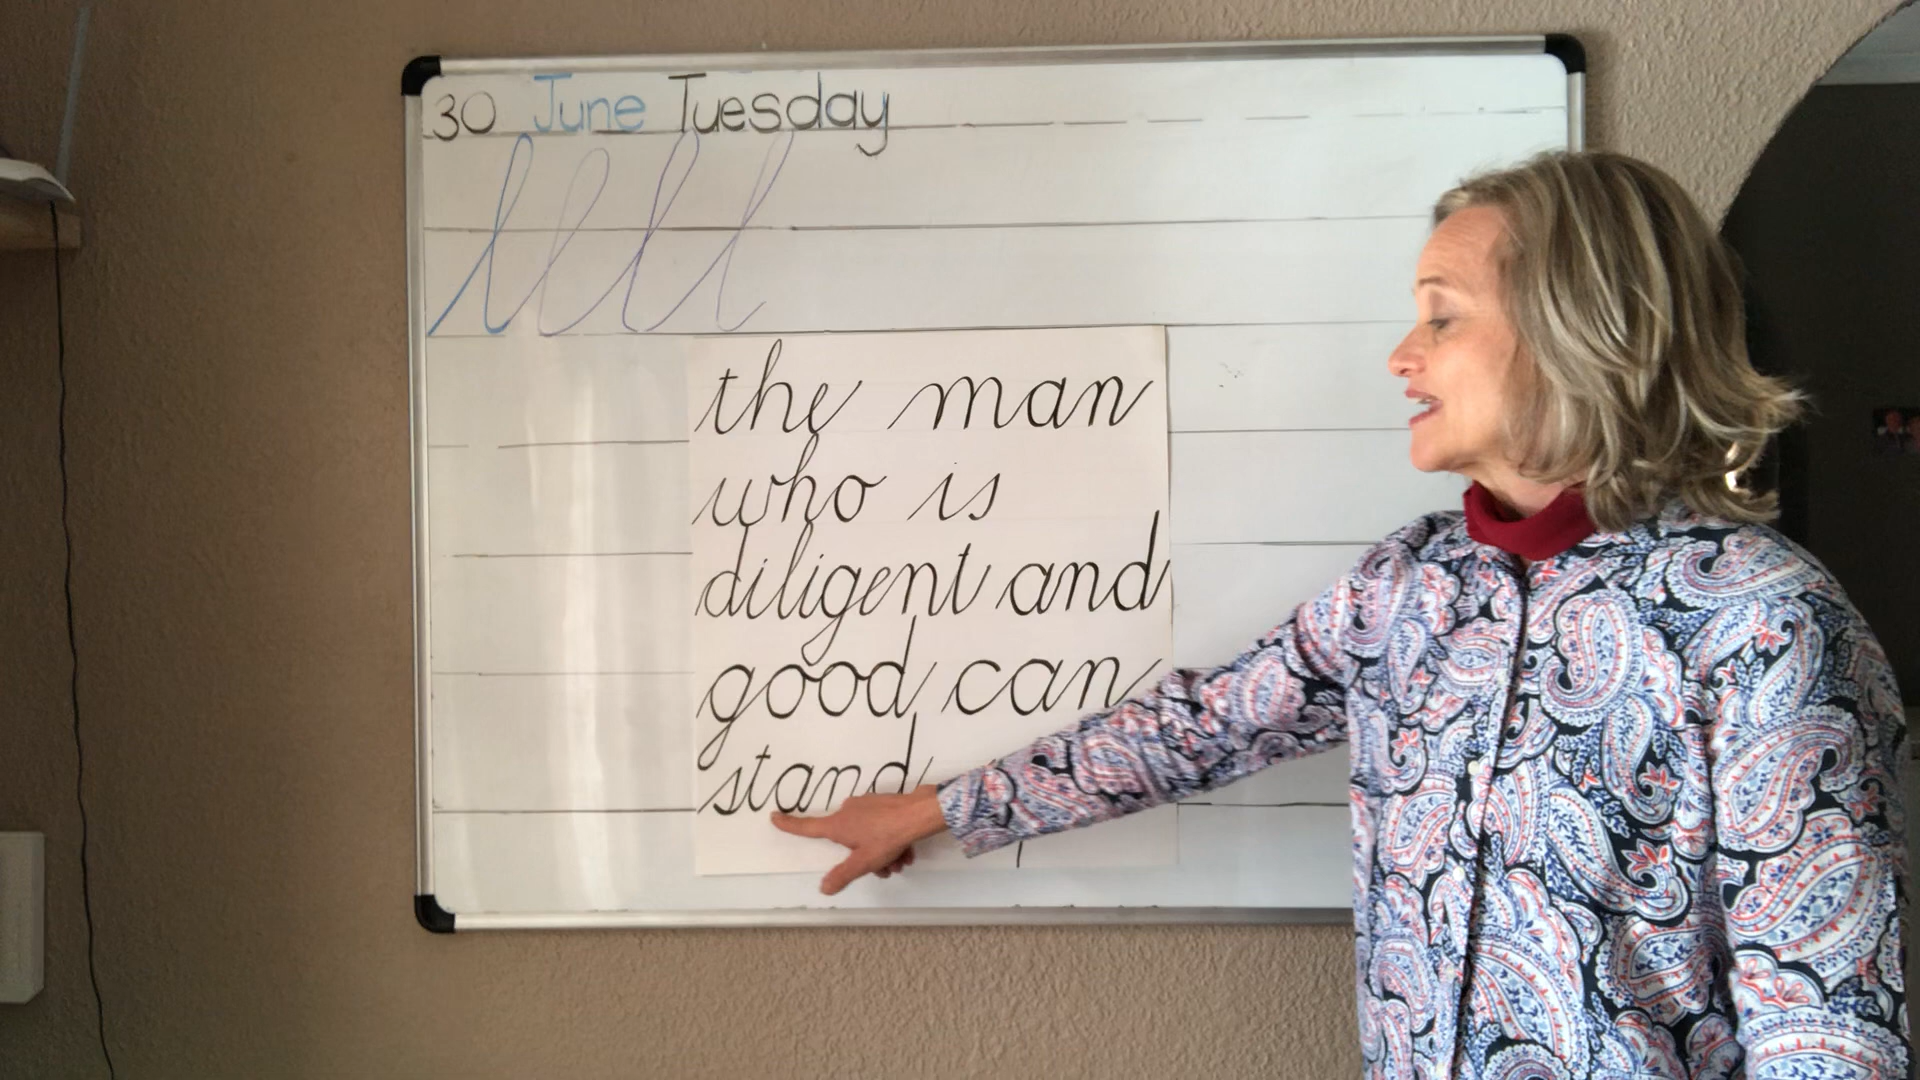 30 June Tuesday
llll
the man
who is
diligent and
good can
stand